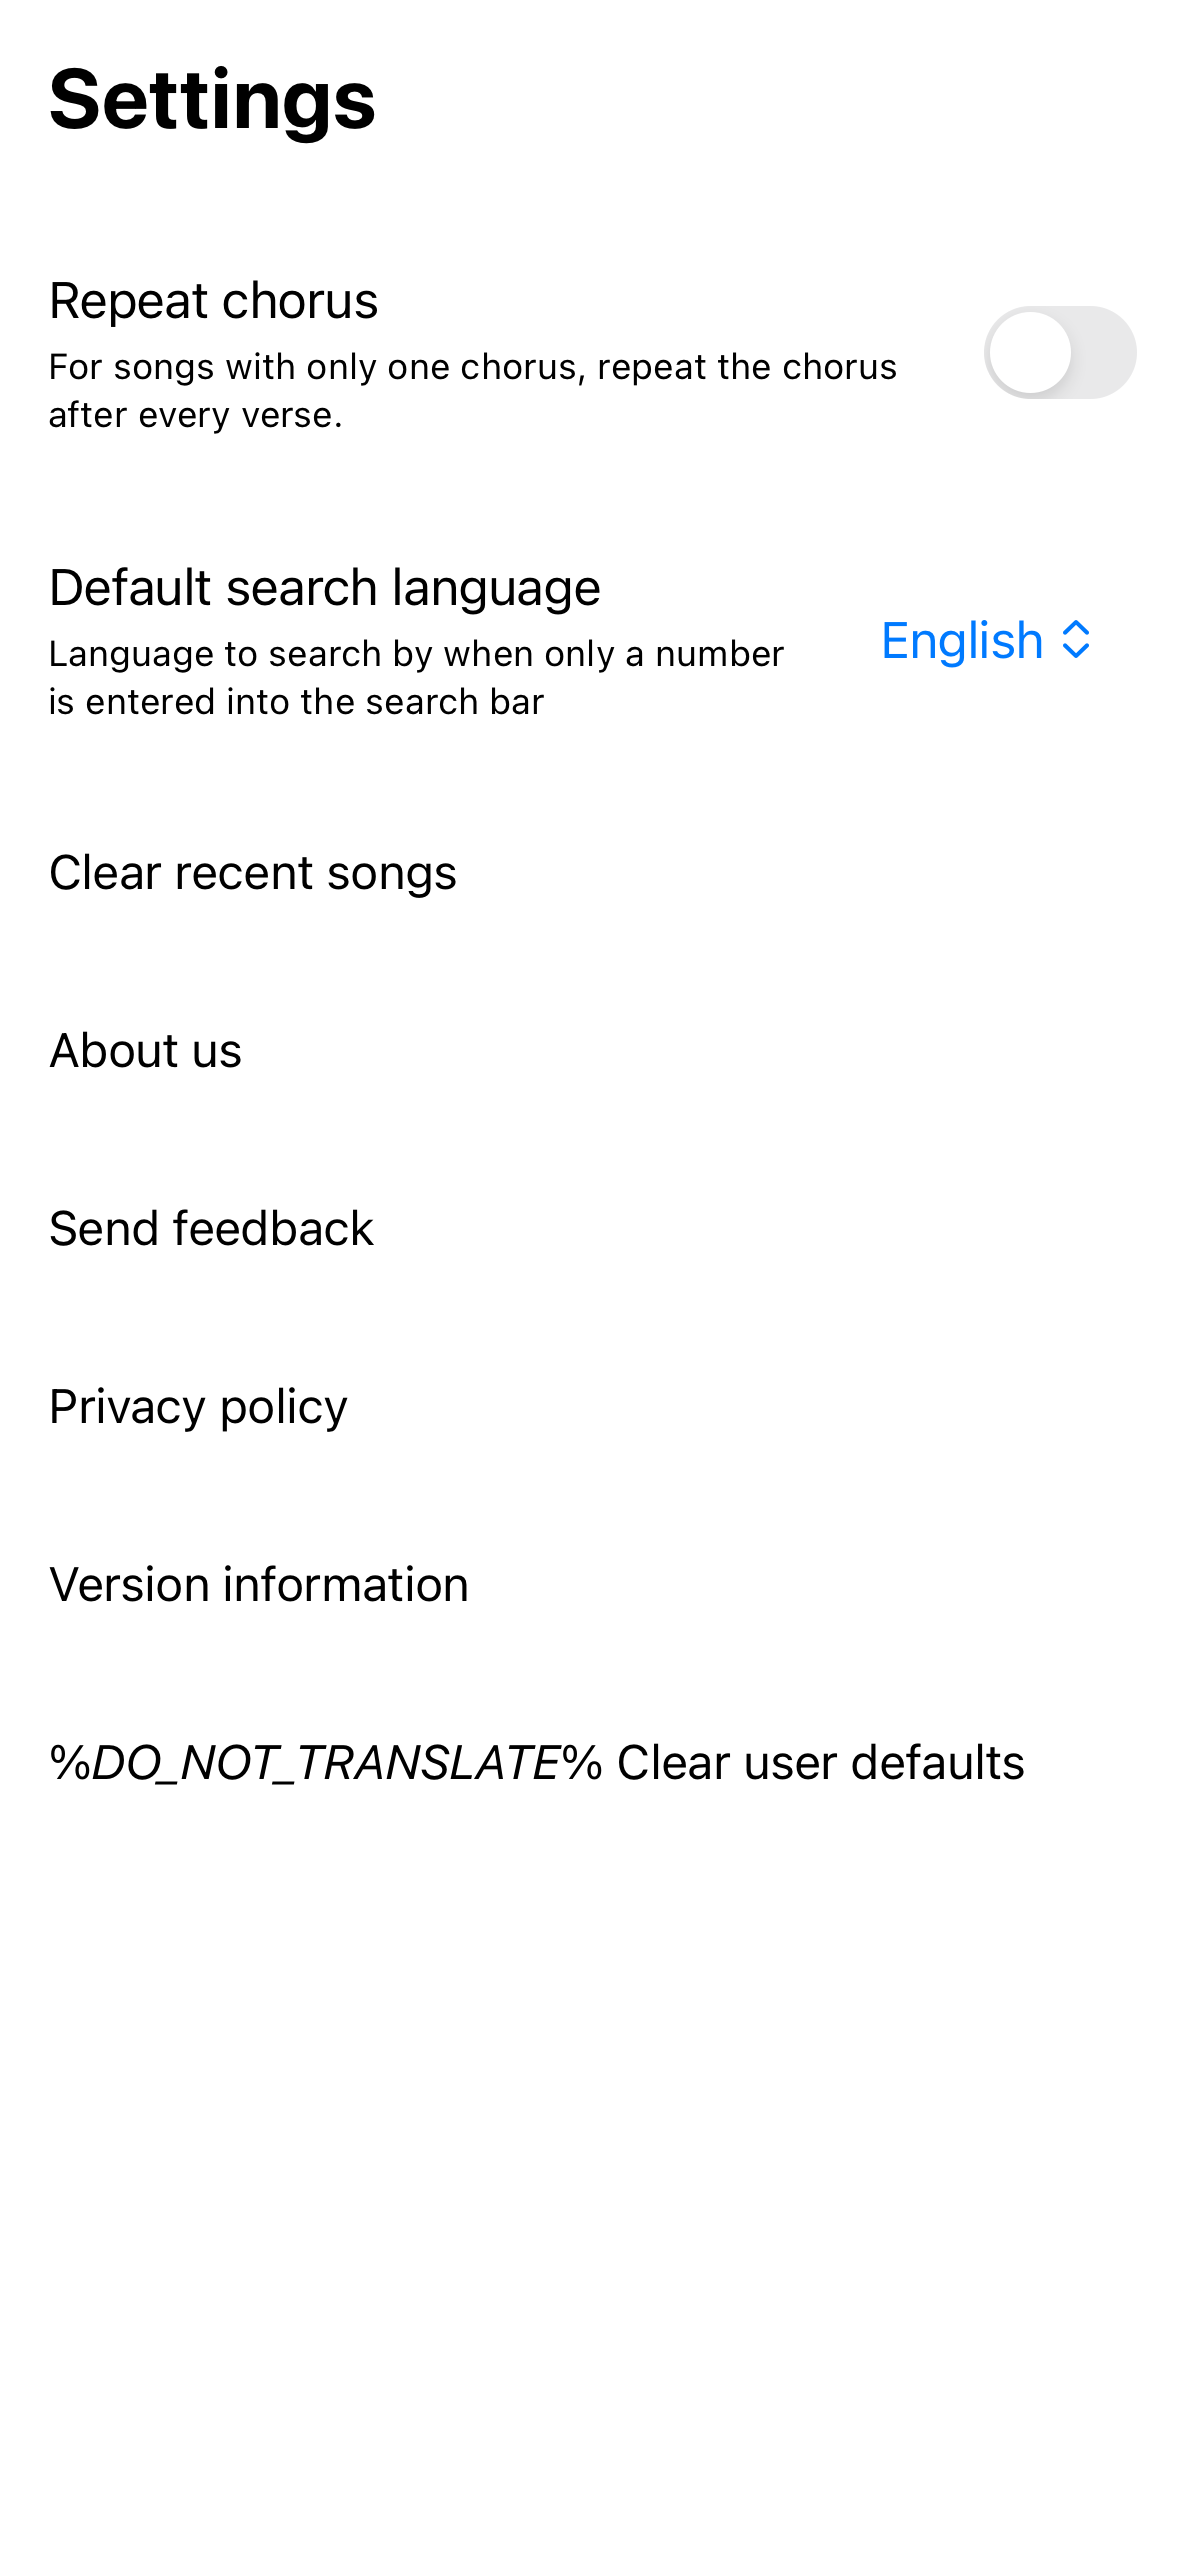 Settings
Repeat chorus
For songs with only one chorus, repeat the chorus
after every verse.
Default search language
Language to search by when only a number
is entered into the search bar
English
Clear recent songs
About us
Send feedback
Privacy policy
Version information
%DO_NOT_TRANSLATE% Clear user defaults